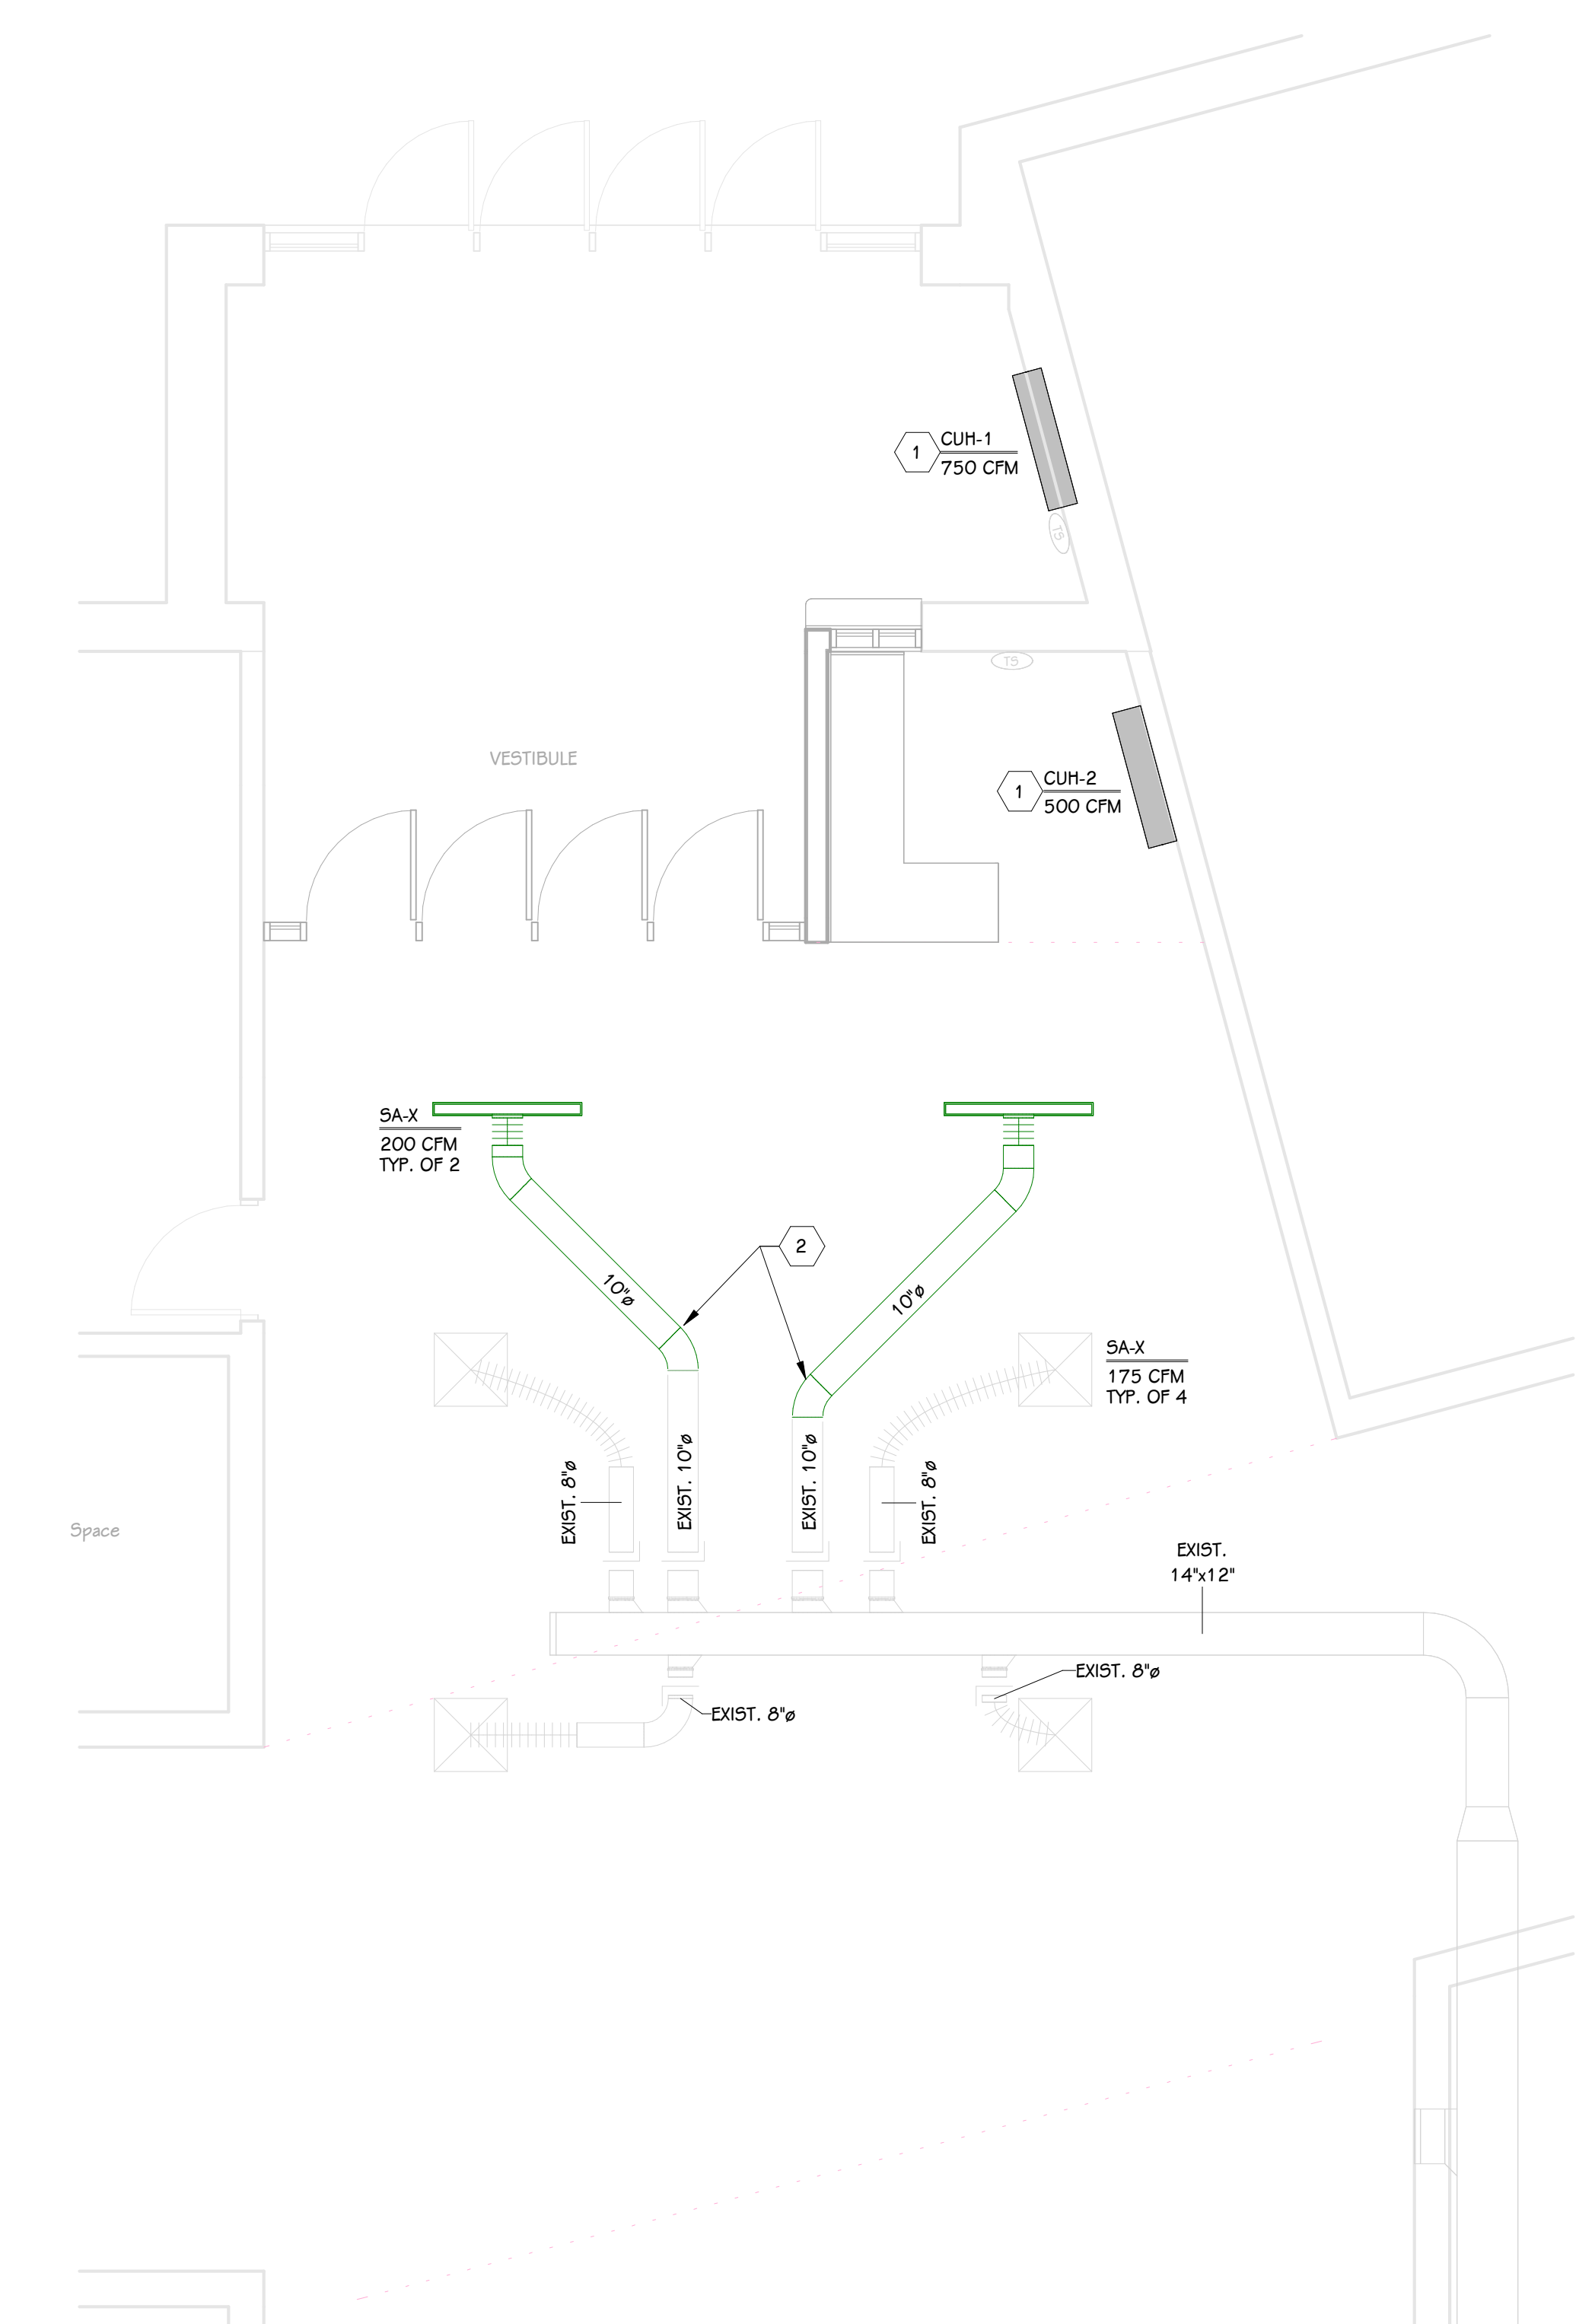 1
CUH-1
750 CFM
TS
TS
VESTIBULE
1
CUH-2
500 CFM
SA-X
200 CFM
TYP. OF 2
2
10"ø
10"ø
SA-X
175 CFM
TYP. OF 4
EXIST. 8"ø
EXIST. 10"ø
EXIST. 10"ø
EXIST. 8"ø
Space
EXIST.
14"x12"
EXIST. 8"ø
EXIST. 8"ø